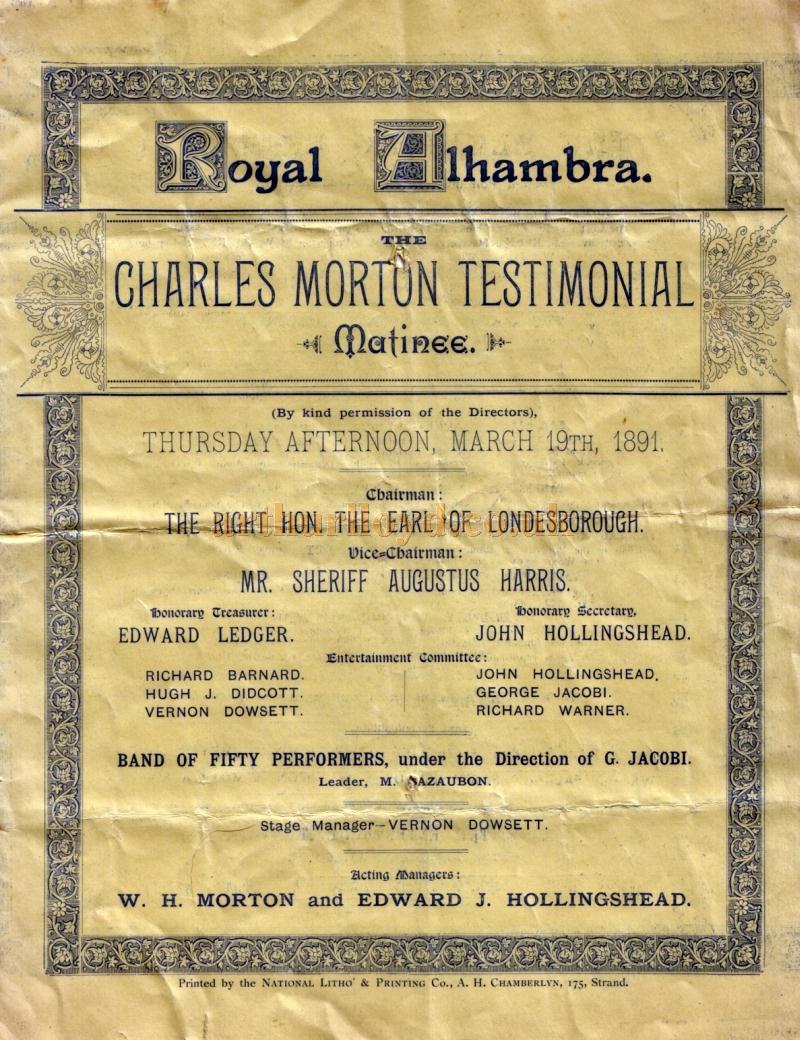 Royal Alhambra.
THE
CHARLES MORTON TESTIMONIAL
Matinee.
(By kind permission of the Directors),
THURSDAY AFTERNOON, MARCH 19TH, 1891.
Chairman:
THE RIGHT HON. THE EARL OF LONDESBOROUGH.
Vice-Chairman:
MR. SHERIFF AUGUSTUS HARRIS.
Honorary Treasurer:
EDWARD LEDGER.
Honorary Secretary,
JOHN HOLLINGSHEAD.
Entertainment Committee:
RICHARD BARNARD.
HUGH J. DIDCOTT.
VERNON DOWSETT.
JOHN HOLLINGSHEAD,
GEORGE JACOBI.
RICHARD WARNER.
BAND OF FIFTY PERFORMERS, under the Direction of G. JACOBI.
Leader, M.
Stage Manager—VERNON DOWSETT.
Acting Managers:
W. H. MORTON and EDWARD J. HOLLINGSHEAD.
Printed by the NATIONAL LITHO' & PRINTING Co., A. H. CHAMBERLYN, 175, Strand.
arthurlloyd.co.uk